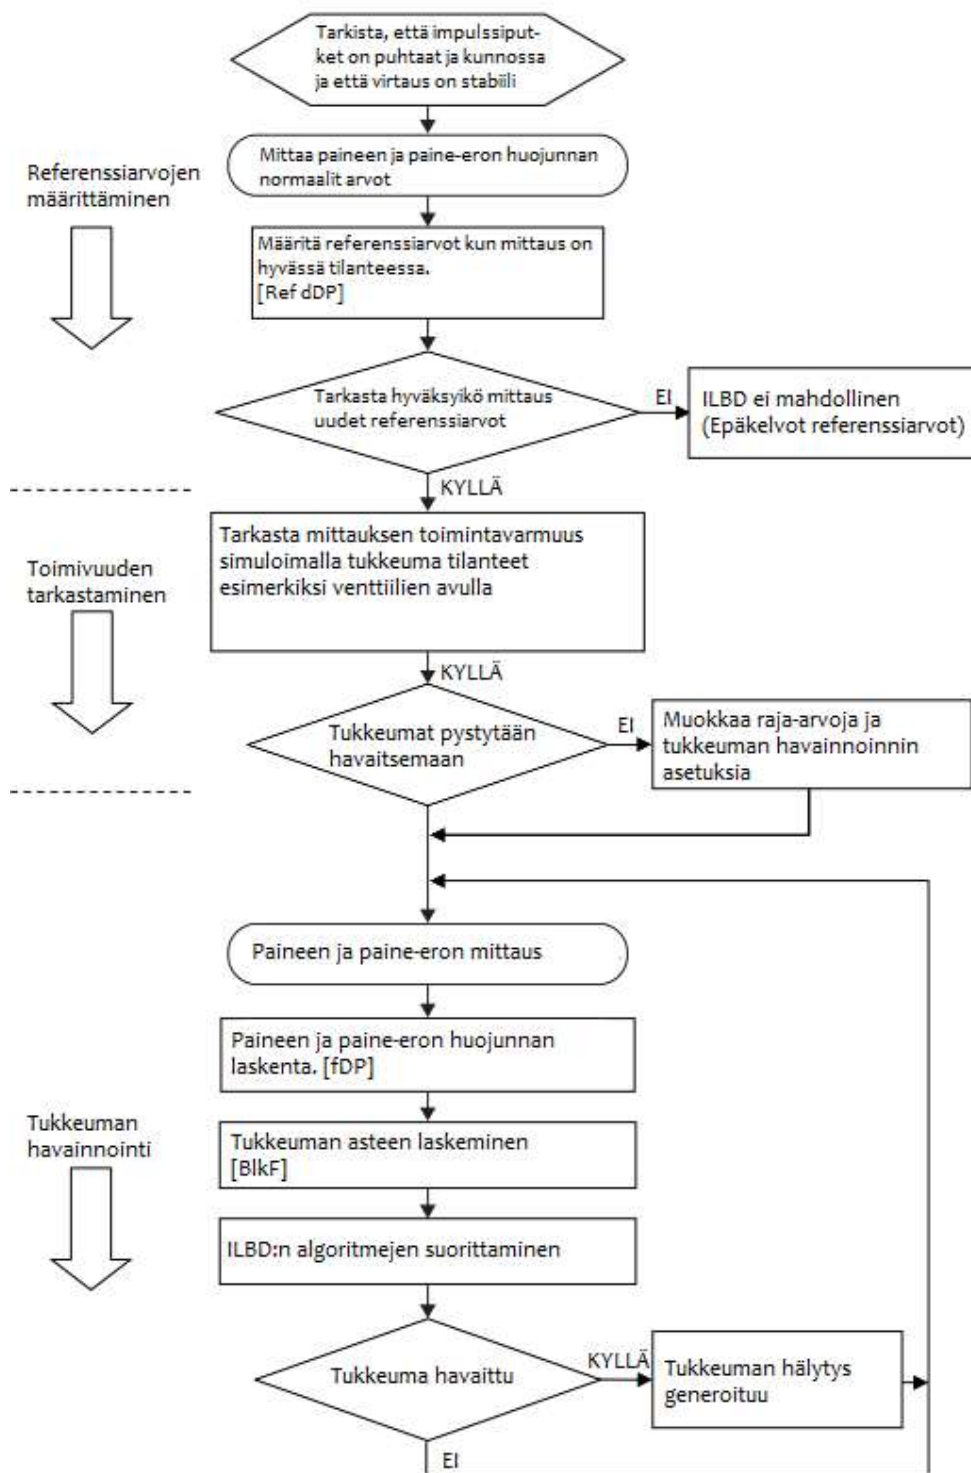 Tarkista, että impulssiput-
ket on puhtaat ja kunnossa
ja että virtaus on stabiili
Referenssiarvojen
määrittäminen
Mittaa paineen ja paine-eron huojunnan
normaalit arvot
Määritä referenssiarvot kun mittaus on
hyvässä tilanteessa.
[Ref dDP]
Tarkasta hyväksyikö mittaus
uudet referenssiarvot
EI
ILBD ei mahdollinen
(Epäkelvot referenssiarvot)
KYLLÄ
Toimivuuden
tarkastaminen
Tarkasta mittauksen toimintavarmuus
simuloimalla tukkeuma tilanteet
esimerkiksi venttiilien avulla
KYLLÄ
Tukkeumat pystytään
havaitsemaan
EI
Muokkaa raja-arvoja ja
tukkeuman havainnoinnin
asetuksia
Paineen ja paine-eron mittaus
Paineen ja paine-eron huojunnan
laskenta. [fDP]
Tukkeuman
havainnointi
Tukkeuman asteen laskeminen
[BlkF]
ILBD:n algoritmejen suorittaminen
Tukkeuma havaittu
KYLLÄ
Tukkeuman hälytys
generoituu
EI